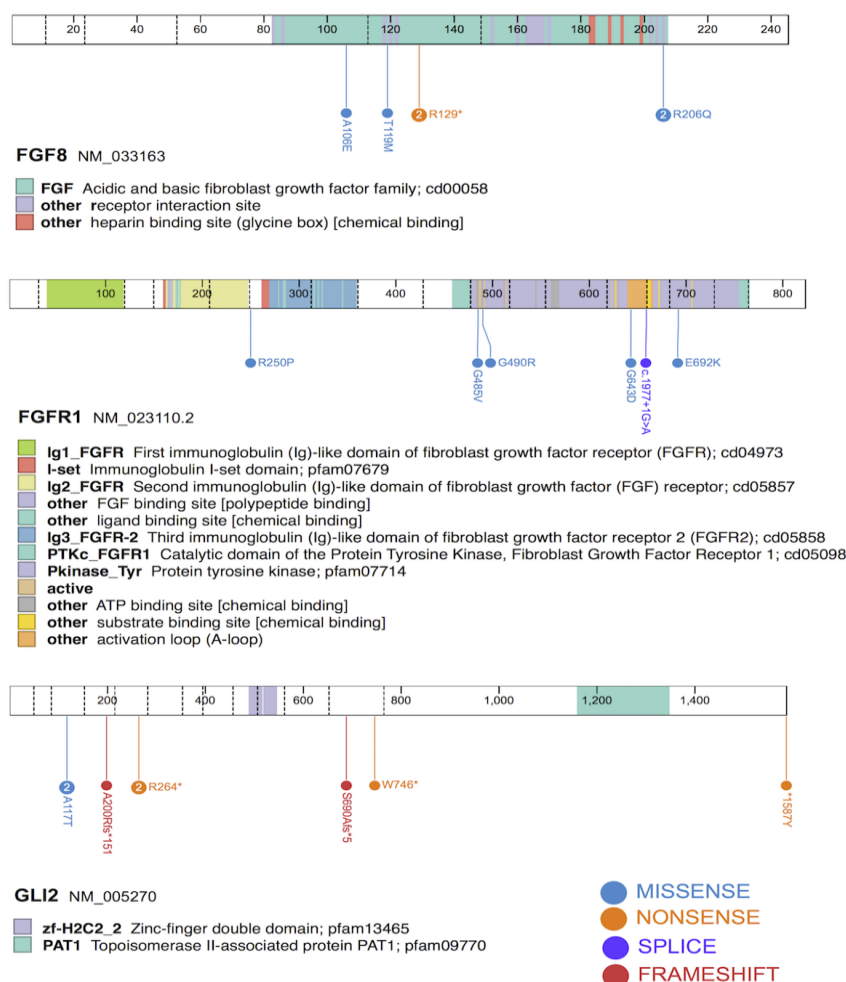 20 40 60 80 100 120 140 160 180 200 220 240
A106E T119M 2 R129* 2 R206Q
FGF8 NM_033163
FGF Acidic and basic fibroblast growth factor family; cd00058
other receptor interaction site
other heparin binding site (glycine box) [chemical binding]
100 200 300 400 500 600 700 800
R250P G485V G490R G643D c.1977+1G>A E692K
FGFR1 NM_023110.2
Ig1_FGFR First immunoglobulin (Ig)-like domain of fibroblast growth factor receptor (FGFR); cd04973
I-set Immunoglobulin I-set domain; pfam07679
Ig2_FGFR Second immunoglobulin (Ig)-like domain of fibroblast growth factor (FGF) receptor; cd05857
other FGF binding site [polypeptide binding]
other ligand binding site [chemical binding]
Ig3_FGFR-2 Third immunoglobulin (Ig)-like domain of fibroblast growth factor receptor 2 (FGFR2); cd05858
PTKc_FGFR1 Catalytic domain of the Protein Tyrosine Kinase, Fibroblast Growth Factor Receptor 1; cd05098
Pkinase_Tyr Protein tyrosine kinase; pfam07714
active
other ATP binding site [chemical binding]
other substrate binding site [chemical binding]
other activation loop (A-loop)
200 400 600 800 1,000 1,200 1,400
2 A117T A200Rfs*151 2 R264* S690Afs*5 W746* *1587Y
GLI2 NM_005270
zf-H2C2_2 Zinc-finger double domain; pfam13465
PAT1 Topoisomerase II-associated protein PAT1; pfam09770
MISSENSE
NONSENSE
SPLICE
FRAMESHIFT